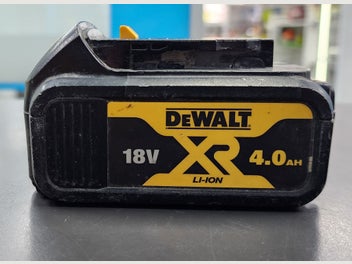 DEWALT
18V XR 4.0AH
LI-ION